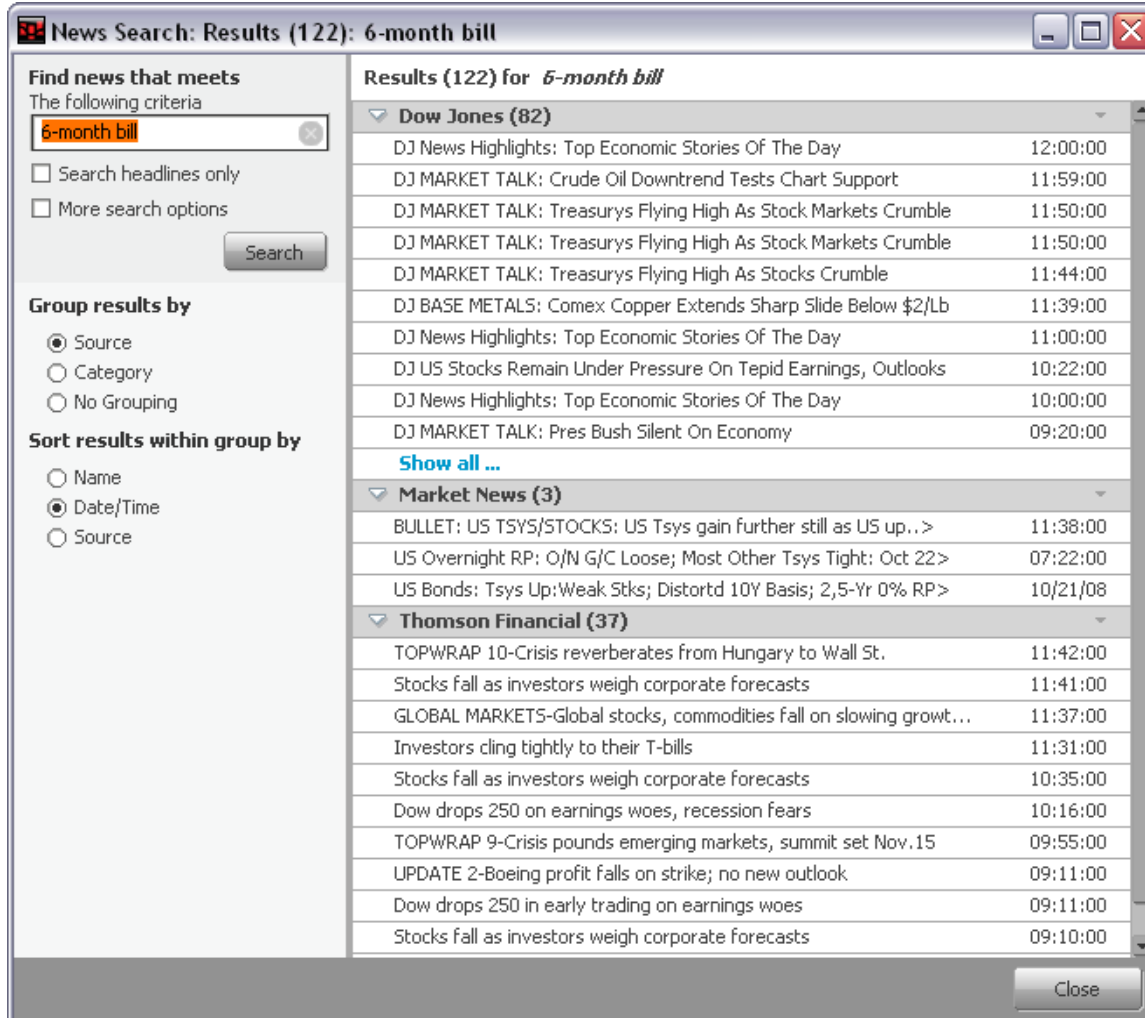 News Search: Results (122): 6-month bill
Find news that meets
The following criteria
6-month bill
Search headlines only
More search options
Search
Group results by
Source
Category
No Grouping
Sort results within group by
Name
Date/Time
Source
Results (122) for 6-month bill
Dow Jones (82)
DJ News Highlights: Top Economic Stories Of The Day 12:00:00
DJ MARKET TALK: Crude Oil Downtrend Tests Chart Support 11:59:00
DJ MARKET TALK: Treasurys Flying High As Stock Markets Crumble 11:50:00
DJ MARKET TALK: Treasurys Flying High As Stock Markets Crumble 11:50:00
DJ MARKET TALK: Treasurys Flying High As Stocks Crumble 11:44:00
DJ BASE METALS: Comex Copper Extends Sharp Slide Below $2/Lb 11:39:00
DJ News Highlights: Top Economic Stories Of The Day 11:00:00
DJ US Stocks Remain Under Pressure On Tepid Earnings, Outlooks 10:22:00
DJ News Highlights: Top Economic Stories Of The Day 10:00:00
DJ MARKET TALK: Pres Bush Silent On Economy 09:20:00
Show all ...
Market News (3)
BULLET: US TSYS/STOCKS: US Tsys gain further still as US up..> 11:38:00
US Overnight RP: O/N G/C Loose; Most Other Tsys Tight: Oct 22> 07:22:00
US Bonds: Tsys Up:Weak Stks; Distortd 10Y Basis; 2,5-Yr 0% RP> 10/21/08
Thomson Financial (37)
TOPWRAP 10-Crisis reverberates from Hungary to Wall St. 11:42:00
Stocks fall as investors weigh corporate forecasts 11:41:00
GLOBAL MARKETS-Global stocks, commodities fall on slowing growt... 11:37:00
Investors cling tightly to their T-bills 11:31:00
Stocks fall as investors weigh corporate forecasts 10:35:00
Dow drops 250 on earnings woes, recession fears 10:16:00
TOPWRAP 9-Crisis pounds emerging markets, summit set Nov.15 09:55:00
UPDATE 2-Boeing profit falls on strike; no new outlook 09:11:00
Dow drops 250 in early trading on earnings woes 09:11:00
Stocks fall as investors weigh corporate forecasts 09:10:00
Close